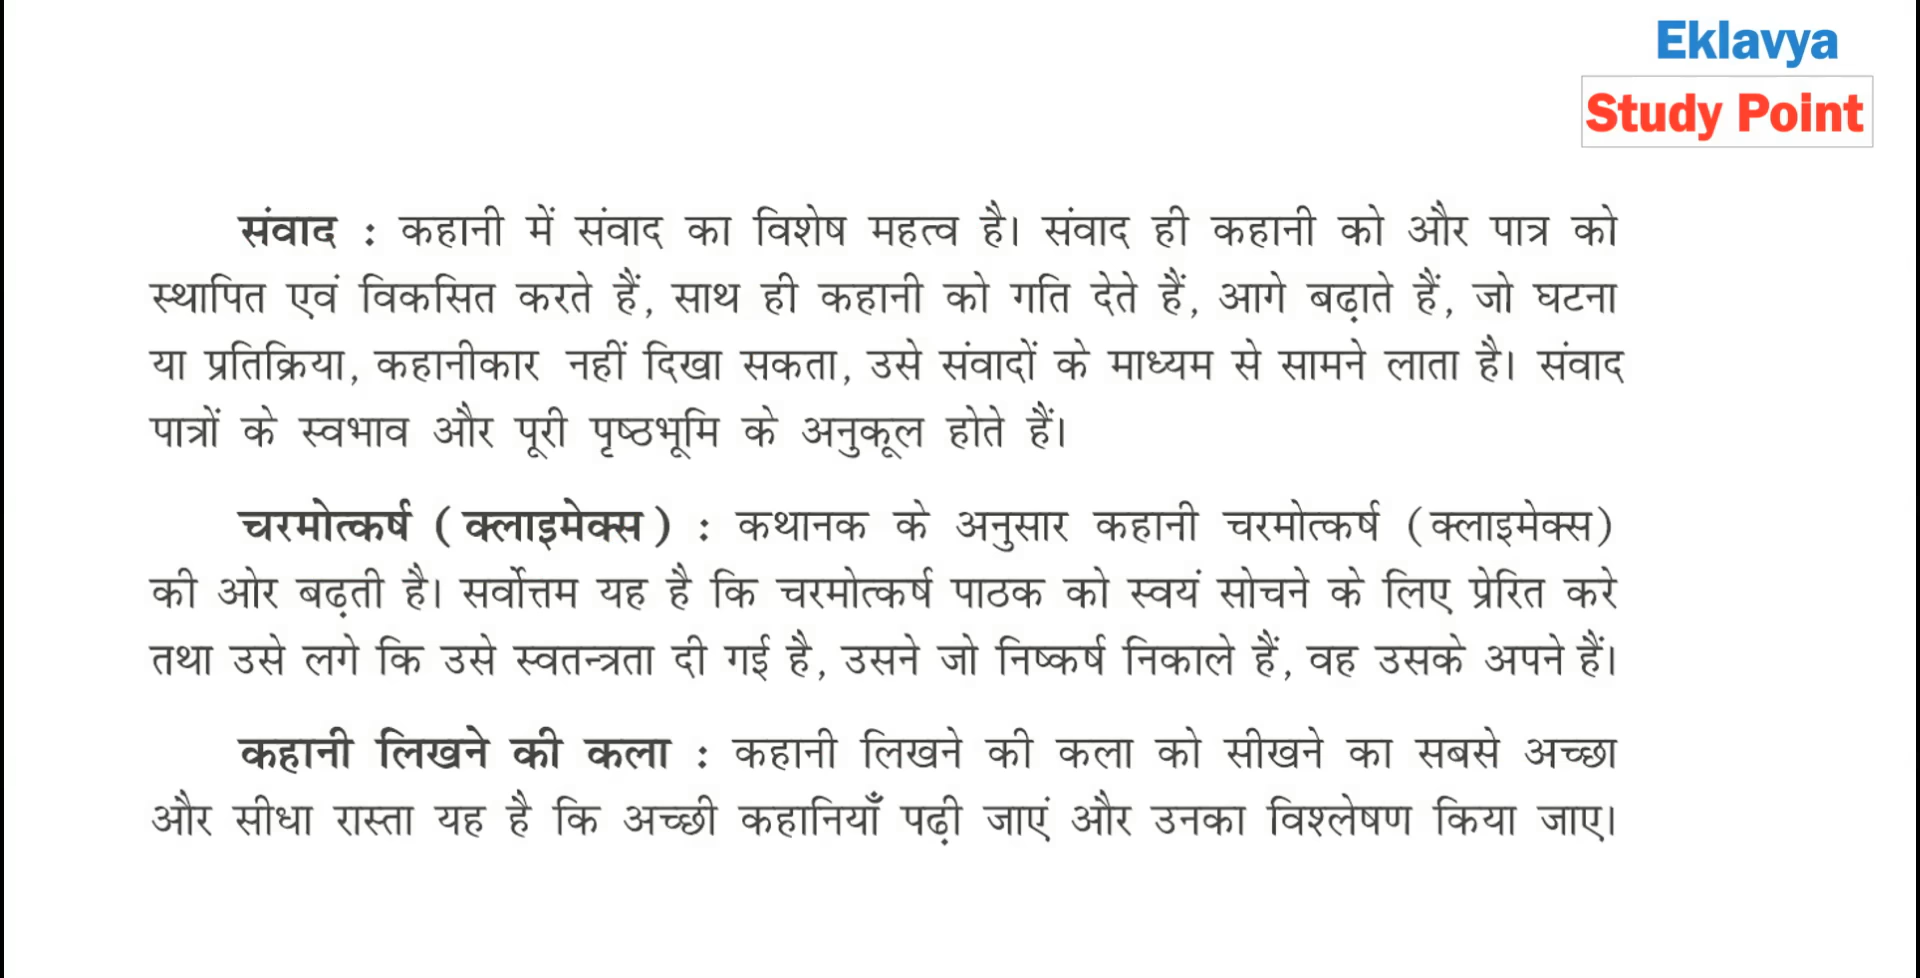 Eklavya
Study Point
संवाद : कहानी में संवाद का विशेष महत्व है। संवाद ही कहानी को और पात्र को
स्थापित एवं विकसित करते हैं, साथ ही कहानी को गति देते हैं, आगे बढ़ाते हैं, जो घटना
या प्रतिक्रिया, कहानीकार नहीं दिखा सकता, उसे संवादों के माध्यम से सामने लाता है। संवाद
पात्रों के स्वभाव और पूरी पृष्ठभूमि के अनुकूल होते हैं।
चरमोत्कर्ष (क्लाइमेक्स) : कथानक के अनुसार कहानी चरमोत्कर्ष (क्लाइमेक्स)
की ओर बढ़ती है। सर्वोत्तम यह है कि चरमोत्कर्ष पाठक को स्वयं सोचने के लिए प्रेरित करे
तथा उसे लगे कि उसे स्वतन्त्रता दी गई है, उसने जो निष्कर्ष निकाले हैं, वह उसके अपने हैं।
कहानी लिखने की कला : कहानी लिखने की कला को सीखने का सबसे अच्छा
और सीधा रास्ता यह है कि अच्छी कहानियाँ पढ़ी जाएं और उनका विश्लेषण किया जाए।